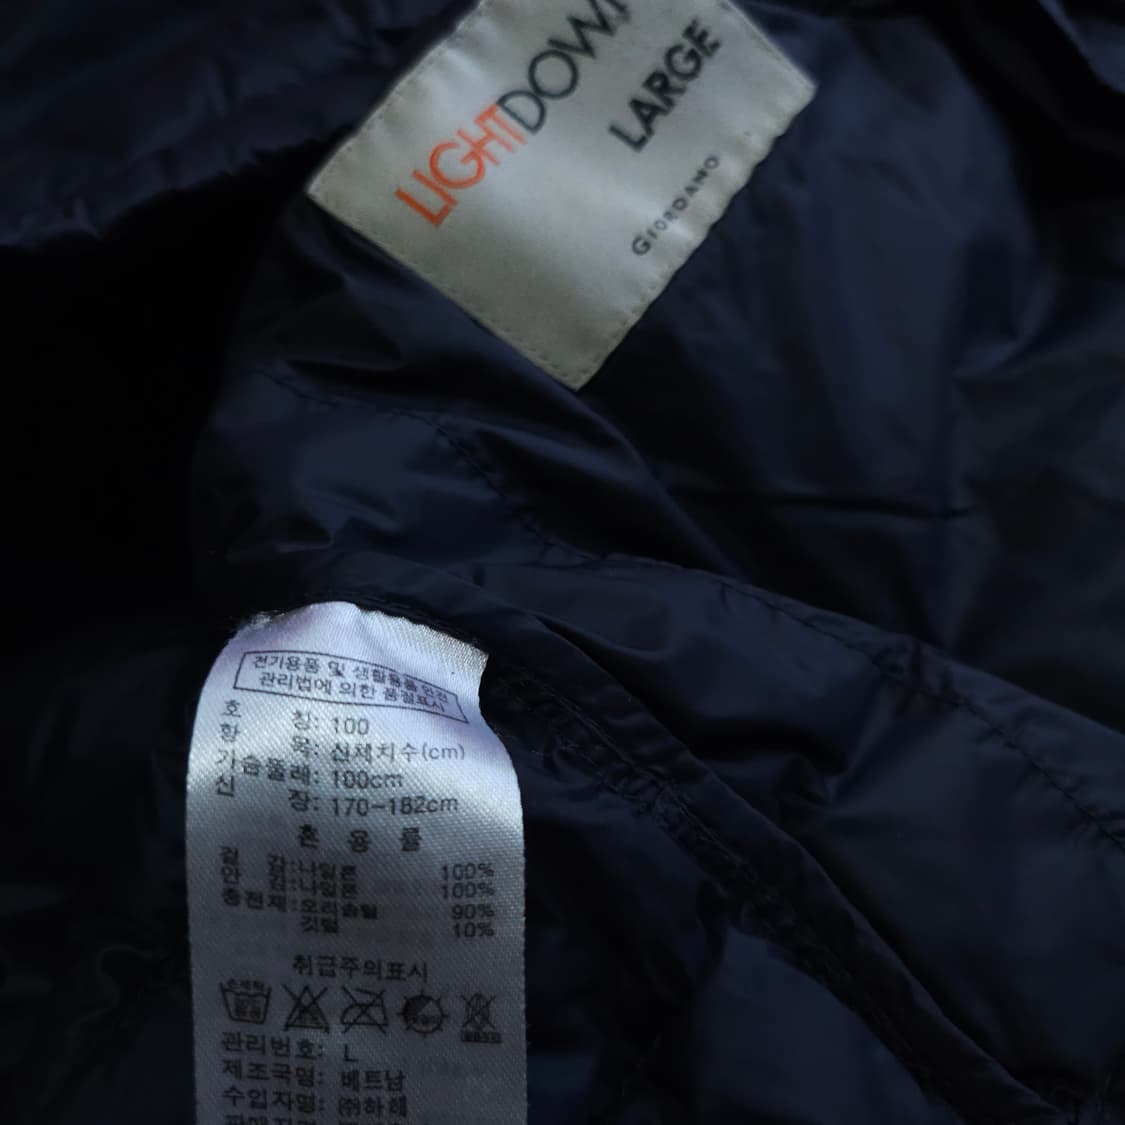 LIGHTDOWN
LARGE
GIORDANO
전기용품 및 생활용품 안전
관리법에 의한 품질표시
호 칭: 100
항 목: 신체치수(cm)
가슴둘레: 100cm
신 장: 170-182cm
혼 용 률
겉 감:나일론 100%
안 감:나일론 100%
충전재:오리솜털 90%
깃털 10%
취급주의표시
손세탁
관리번호: L
제조국명: 베트남
수입자명: ㈜하해